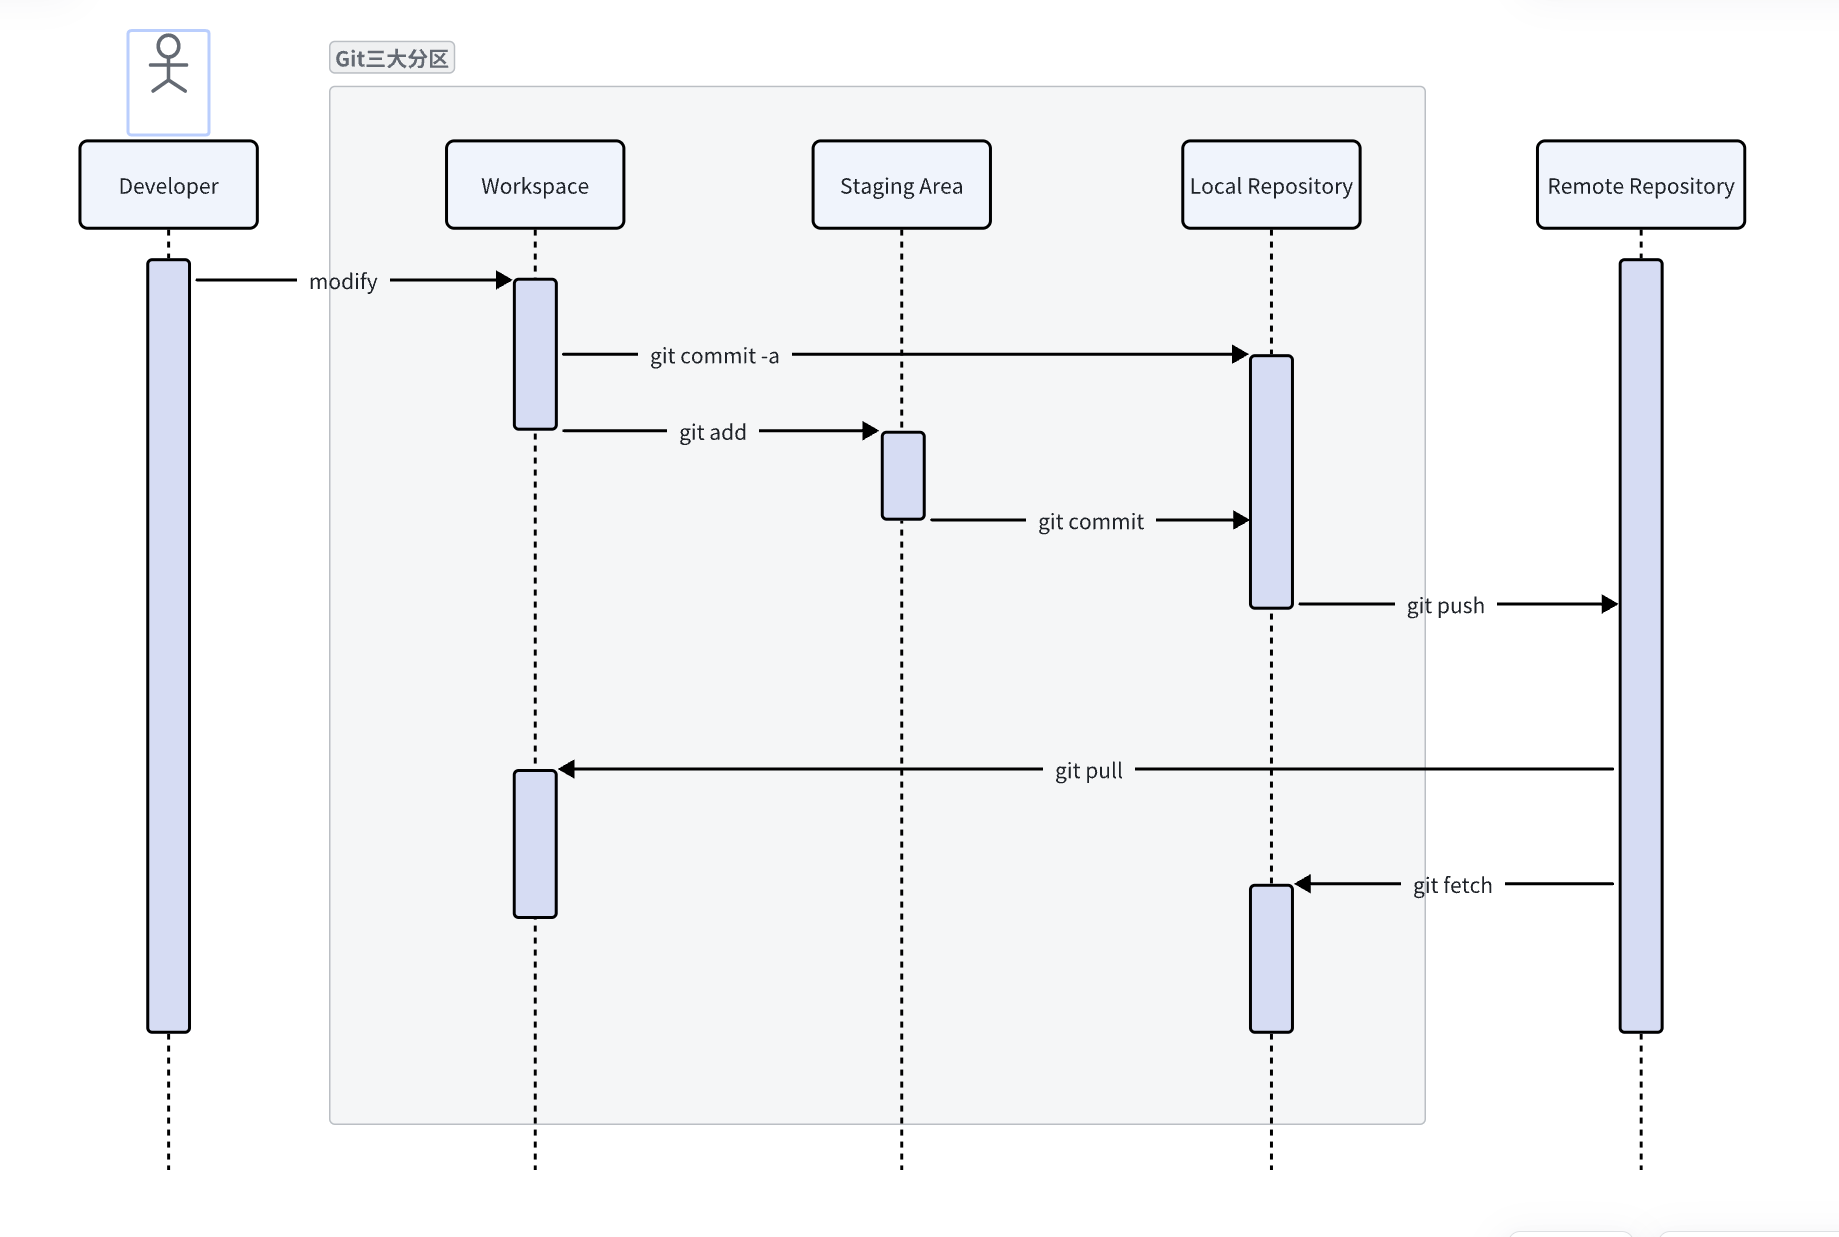 Git三大分区
Developer
Workspace
Staging Area
Local Repository
Remote Repository
modify
git commit -a
git add
git commit
git push
git pull
git fetch